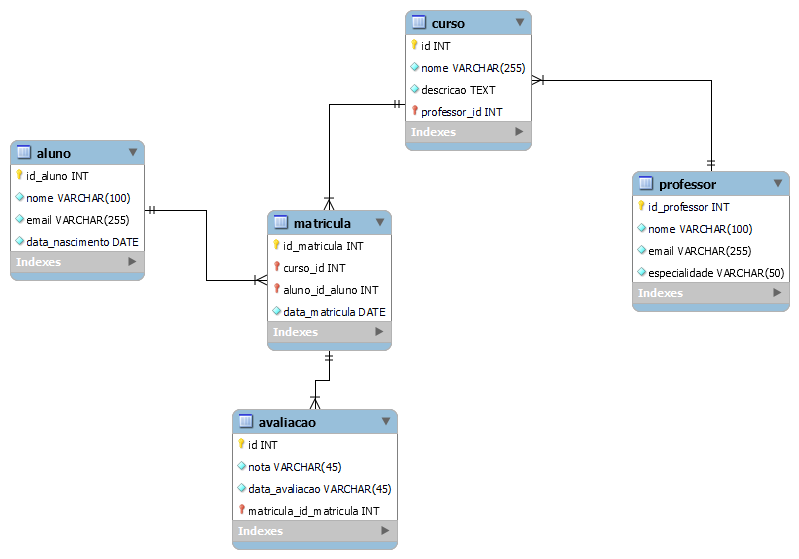 curso
id INT
nome VARCHAR(255)
descricao TEXT
professor_id INT
Indexes
aluno
id_aluno INT
nome VARCHAR(100)
email VARCHAR(255)
data_nascimento DATE
Indexes
professor
id_professor INT
nome VARCHAR(100)
email VARCHAR(255)
especialidade VARCHAR(50)
Indexes
matricula
id_matricula INT
curso_id INT
aluno_id_aluno INT
data_matricula DATE
Indexes
avaliacao
id INT
nota VARCHAR(45)
data_avaliacao VARCHAR(45)
matricula_id_matricula INT
Indexes